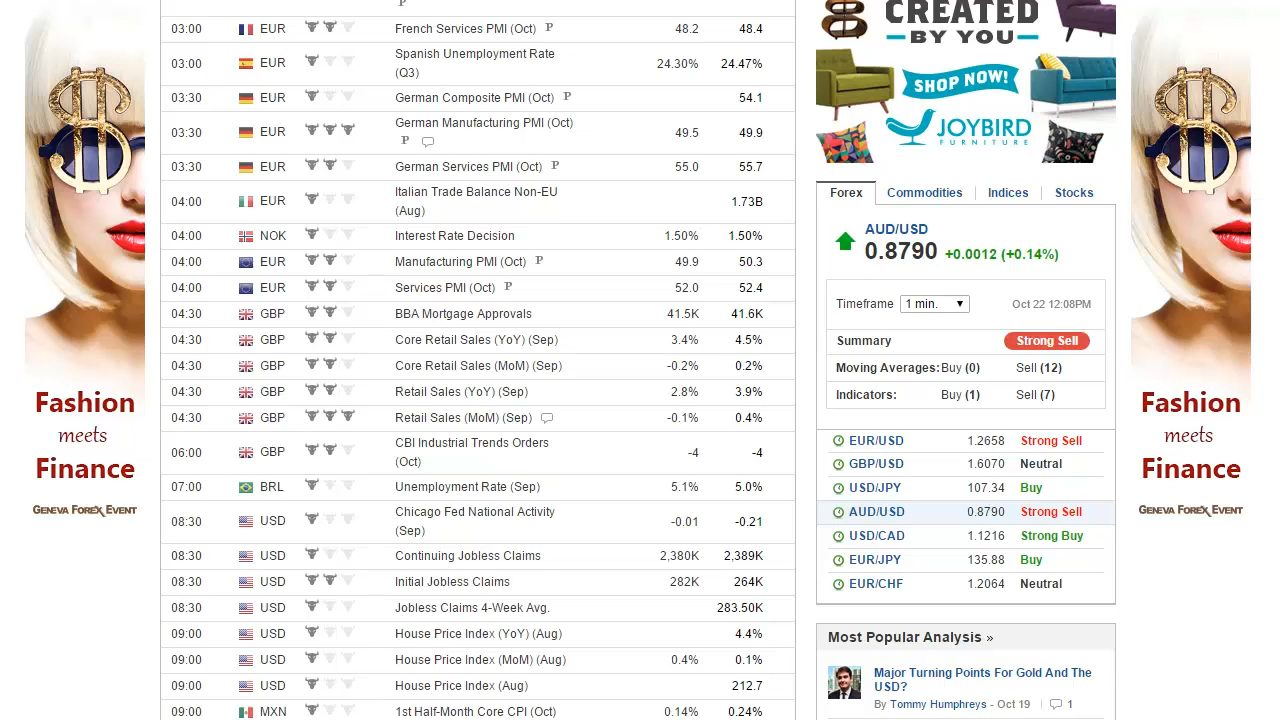 P
03:00 EUR French Services PMI (Oct) P 48.2 48.4
03:00 EUR Spanish Unemployment Rate
(Q3) 24.30% 24.47%
03:30 EUR German Composite PMI (Oct) P 54.1
03:30 EUR German Manufacturing PMI (Oct)
P 49.5 49.9
03:30 EUR German Services PMI (Oct) P 55.0 55.7
04:00 EUR Italian Trade Balance Non-EU
(Aug) 1.73B
04:00 NOK Interest Rate Decision 1.50% 1.50%
04:00 EUR Manufacturing PMI (Oct) P 49.9 50.3
04:00 EUR Services PMI (Oct) P 52.0 52.4
04:30 GBP BBA Mortgage Approvals 41.5K 41.6K
04:30 GBP Core Retail Sales (YoY) (Sep) 3.4% 4.5%
04:30 GBP Core Retail Sales (MoM) (Sep) -0.2% 0.2%
04:30 GBP Retail Sales (YoY) (Sep) 2.8% 3.9%
04:30 GBP Retail Sales (MoM) (Sep) -0.1% 0.4%
06:00 GBP CBI Industrial Trends Orders
(Oct) -4 -4
07:00 BRL Unemployment Rate (Sep) 5.1% 5.0%
08:30 USD Chicago Fed National Activity
(Sep) -0.01 -0.21
08:30 USD Continuing Jobless Claims 2,380K 2,389K
08:30 USD Initial Jobless Claims 282K 264K
08:30 USD Jobless Claims 4-Week Avg. 283.50K
09:00 USD House Price Index (YoY) (Aug) 4.4%
09:00 USD House Price Index (MoM) (Aug) 0.4% 0.1%
09:00 USD House Price Index (Aug) 212.7
09:00 MXN 1st Half-Month Core CPI (Oct) 0.14% 0.24%
CREATED
BY YOU
SHOP NOW!
JOYBIRD
FURNITURE
Forex Commodities Indices Stocks
AUD/USD
0.8790 +0.0012 (+0.14%)
Timeframe 1 min. Oct 22 12:08PM
Summary Strong Sell
Moving Averages: Buy (0) Sell (12)
Indicators: Buy (1) Sell (7)
EUR/USD 1.2658 Strong Sell
GBP/USD 1.6070 Neutral
USD/JPY 107.34 Buy
AUD/USD 0.8790 Strong Sell
USD/CAD 1.1216 Strong Buy
EUR/JPY 135.88 Buy
EUR/CHF 1.2064 Neutral
Most Popular Analysis »
Major Turning Points For Gold And The
USD?
By Tommy Humphreys - Oct 19 1
Fashion
meets
Finance
GENEVA FOREX EVENT
Fashion
meets
Finance
GENEVA FOREX EVENT